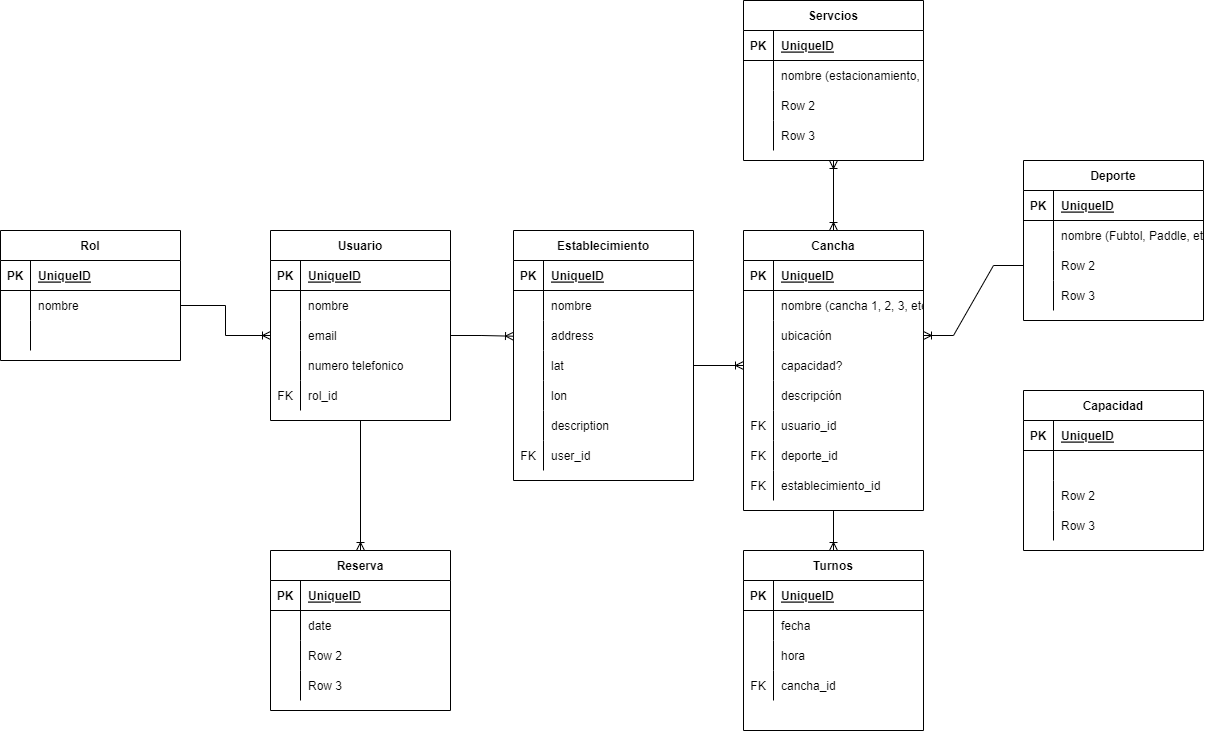 Servcios
PK UniqueID
nombre (estacionamiento,
Row 2
Row 3
Deporte
PK UniqueID
nombre (Fubtol, Paddle, et
Row 2
Row 3
Rol
PK UniqueID
nombre
Usuario
PK UniqueID
nombre
email
numero telefonico
FK rol_id
Establecimiento
PK UniqueID
nombre
address
lat
lon
description
FK user_id
Cancha
PK UniqueID
nombre (cancha 1, 2, 3, etc
ubicación
capacidad?
descripción
FK usuario_id
FK deporte_id
FK establecimiento_id
Capacidad
PK UniqueID
Row 2
Row 3
Reserva
PK UniqueID
date
Row 2
Row 3
Turnos
PK UniqueID
fecha
hora
FK cancha_id